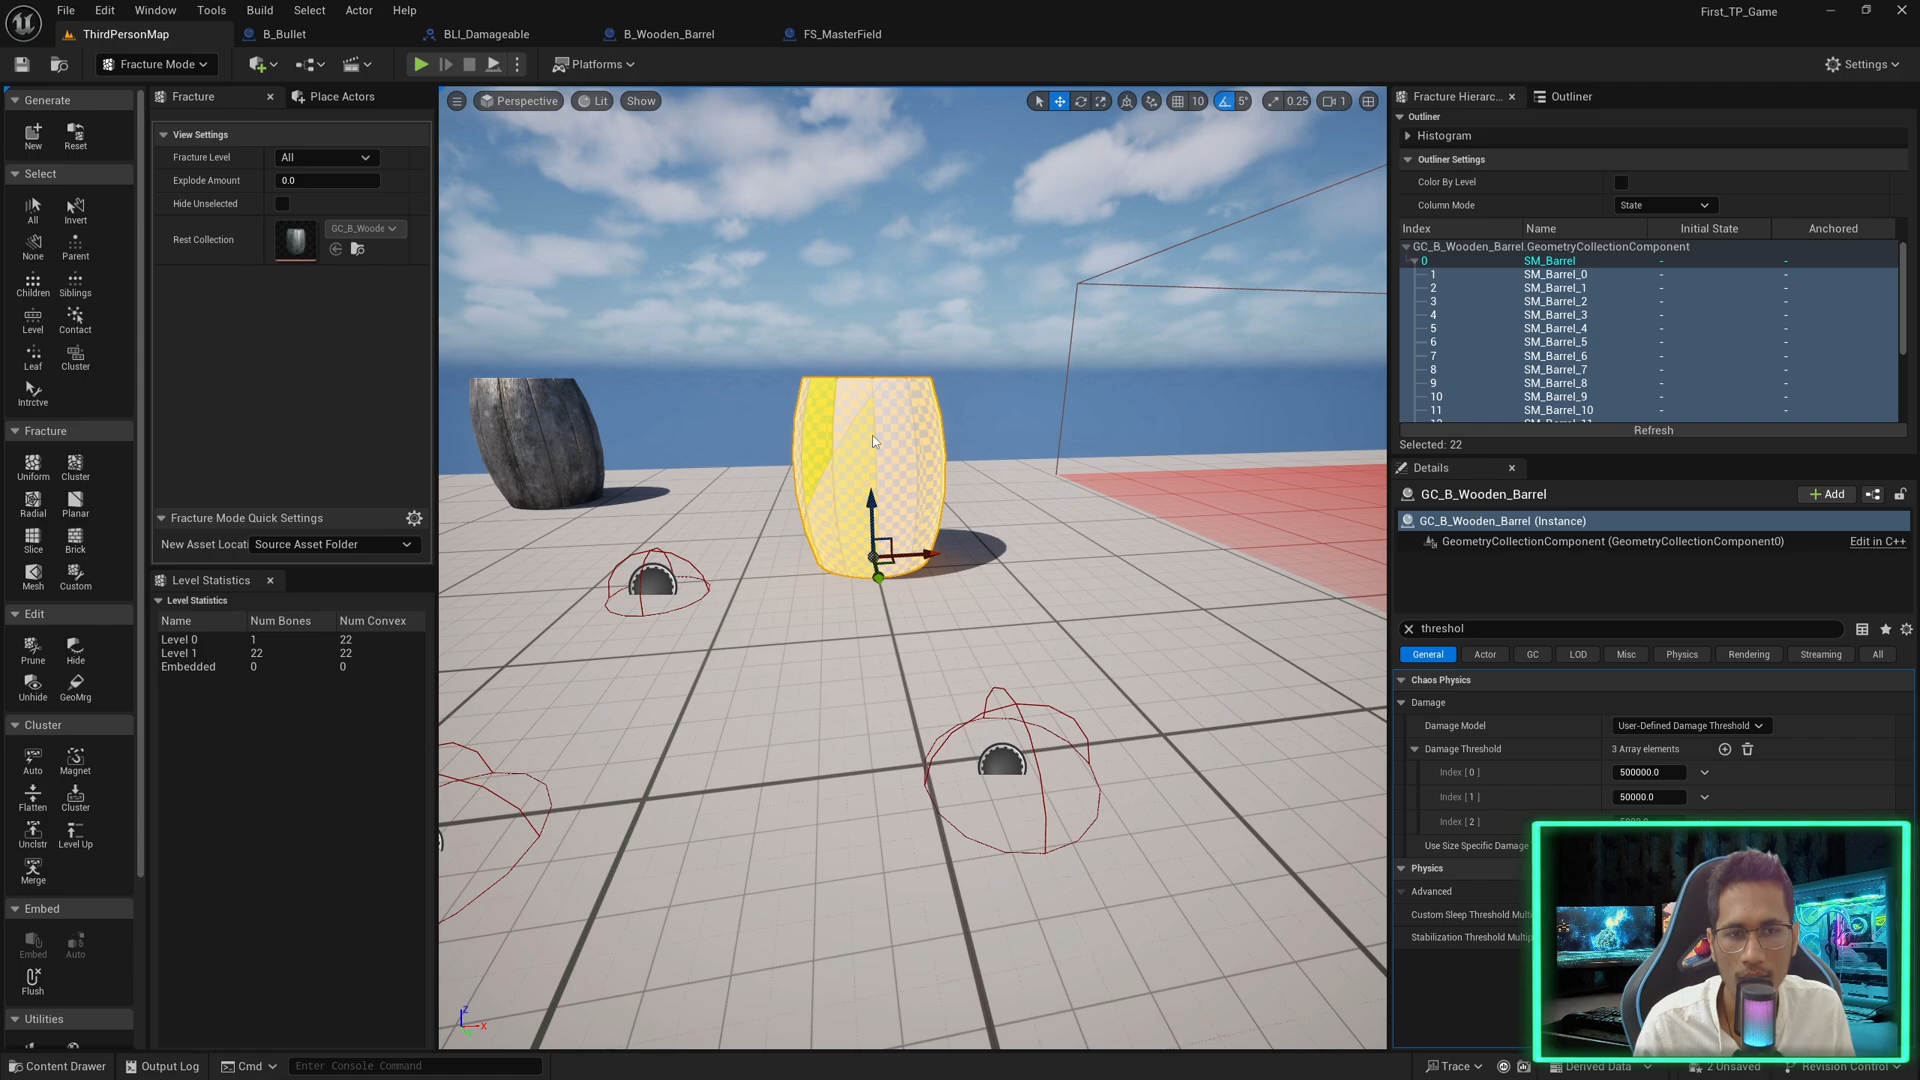 File Edit Window Tools Build Select Actor Help
First_TP_Game
ThirdPersonMap
B_Bullet
BLI_Damageable
B_Wooden_Barrel
FS_MasterField
Fracture Mode
Platforms
Settings
Generate
New
Reset
Select
All
Invert
None
Parent
Children
Siblings
Level
Contact
Leaf
Cluster
Intrctve
Fracture
Uniform
Cluster
Radial
Planar
Slice
Brick
Mesh
Custom
Edit
Prune
Hide
Unhide
GeoMrg
Cluster
Auto
Magnet
Flatten
Cluster
Unclstr
Level Up
Merge
Embed
Embed
Auto
Flush
Utilities
Fracture
Place Actors
View Settings
Fracture Level All
Explode Amount 0.0
Hide Unselected
Rest Collection GC_B_Woode
Fracture Mode Quick Settings
New Asset Locati Source Asset Folder
Level Statistics
Level Statistics
Name Num Bones Num Convex
Level 0 1 22
Level 1 22 22
Embedded 0 0
Perspective
Lit
Show
10
5°
0.25
1
Z
X
Fracture Hierarc...
Outliner
Outliner
Histogram
Outliner Settings
Color By Level
Column Mode State
Index Name Initial State Anchored
GC_B_Wooden_Barrel.GeometryCollectionComponent
0 SM_Barrel - -
1 SM_Barrel_0 - -
2 SM_Barrel_1 - -
3 SM_Barrel_2 - -
4 SM_Barrel_3 - -
5 SM_Barrel_4 - -
6 SM_Barrel_5 - -
7 SM_Barrel_6 - -
8 SM_Barrel_7 - -
9 SM_Barrel_8 - -
10 SM_Barrel_9 - -
11 SM_Barrel_10 - -
Refresh
Selected: 22
Details
GC_B_Wooden_Barrel
Add
GC_B_Wooden_Barrel (Instance)
GeometryCollectionComponent (GeometryCollectionComponent0) Edit in C++
threshol
General Actor GC LOD Misc Physics Rendering Streaming All
Chaos Physics
Damage
Damage Model User-Defined Damage Threshold
Damage Threshold 3 Array elements
Index [ 0 ] 500000.0
Index [ 1 ] 50000.0
Index [ 2 ]
Use Size Specific Damage
Physics
Advanced
Custom Sleep Threshold Mult
Stabilization Threshold Multip
Content Drawer
Output Log
Cmd
Enter Console Command
Trace
Derived Data
2 Unsaved
Revision Control